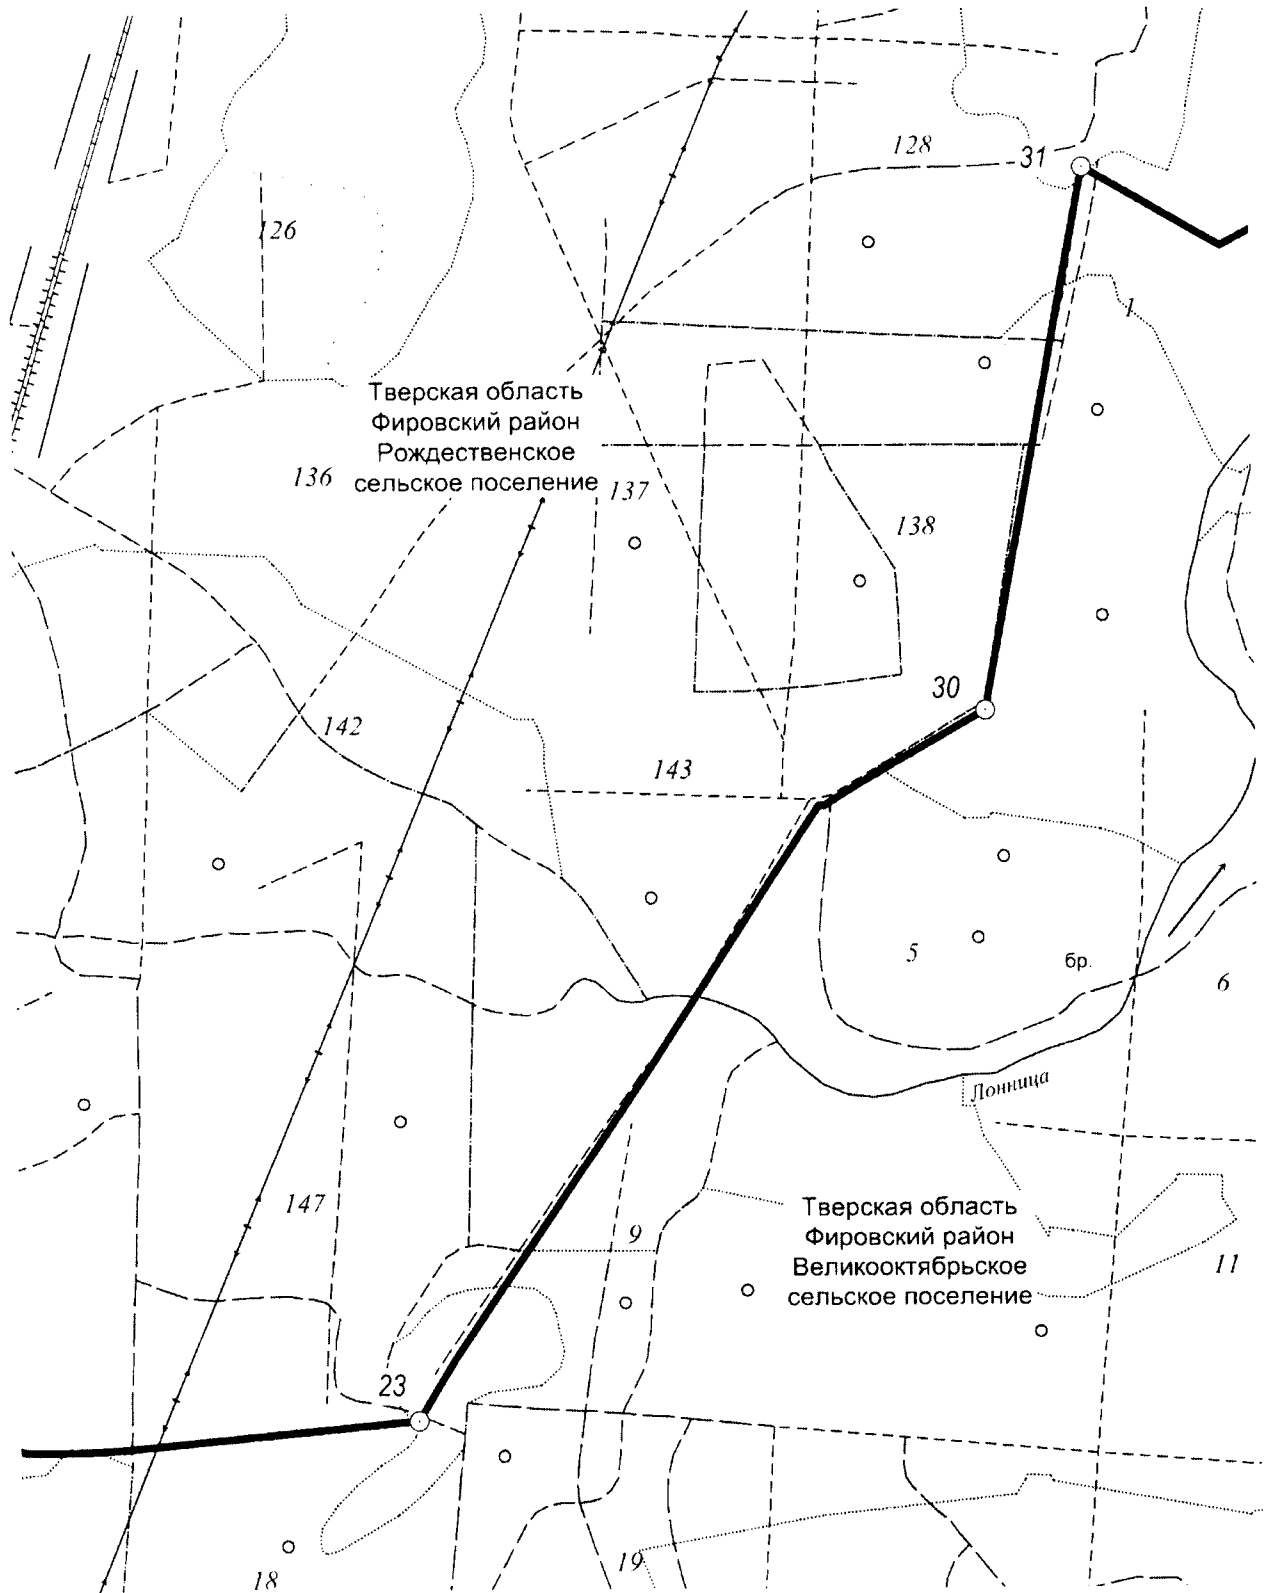 128
31
126
1
Тверская область
Фировский район
Рождественское
сельское поселение
136
137
138
30
142
143
5
бр.
6
Лонница
147
9
Тверская область
Фировский район
Великооктябрьское
сельское поселение
11
23
19
18